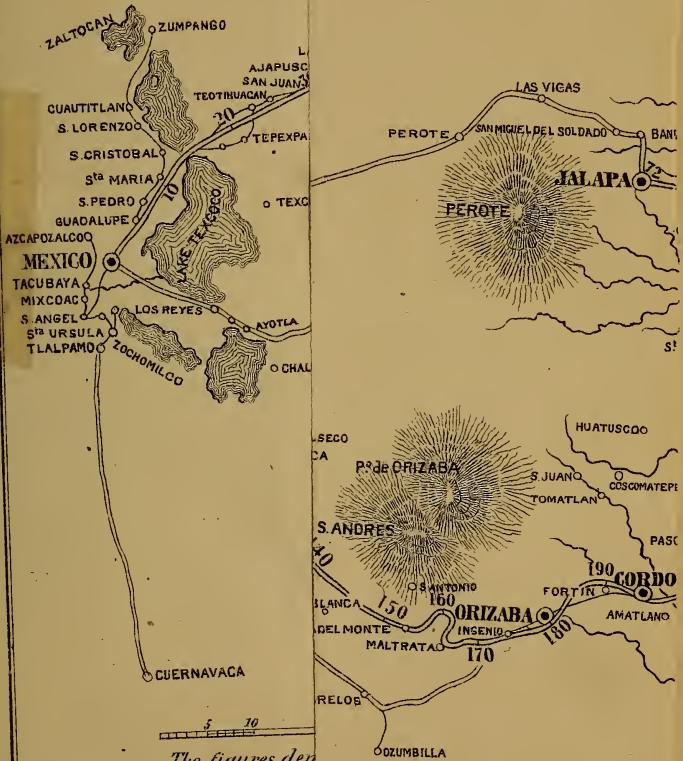 ZALTOCAN
ZUMPANGO
AJAPUSC
SAN JUAN
TEOTIHUACAN
CUAUTITLAN
20
S. LORENZO
TEPEXPA
S. CRISTOBAL
Sta MARIA
10
S. PEDRO
TEXC
GUADALUPE
LAKE TEXCOCO
AZCAPOZALCO
MEXICO
TACUBAYA
MIXCOAC
LOS REYES
S. ANGEL
AYOTLA
Sta URSULA
TLALPAMO
ZOCHOMILCO
CHAL
CUERNAVACA
5 10
The figures den
LAS VIGAS
PEROTE
SAN MIGUEL DEL SOLDADO
BAN
72
JALAPA
PEROTE
St
HUATUSCO
SECO
CA
P.o de ORIZABA
S. JUAN
COSCOMATEPE
TOMATLAN
S. ANDRES
PASO
140
190
CORDO
S. ANTONIO
FORTIN
BLANCA
160
150
ORIZABA
AMATLAN
DEL MONTE
INGENIO
180
MALTRATA
170
RELOS
OZUMBILLA